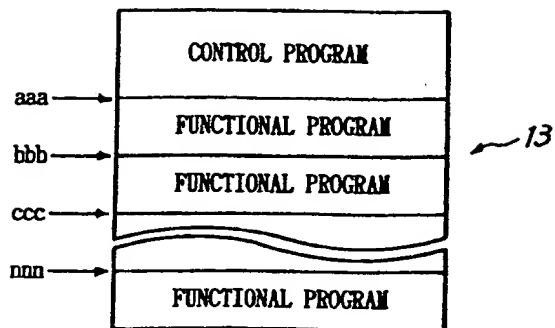 CONTROL PROGRAM
aaa
FUNCTIONAL PROGRAM
bbb
13
FUNCTIONAL PROGRAM
ccc
nnn
FUNCTIONAL PROGRAM